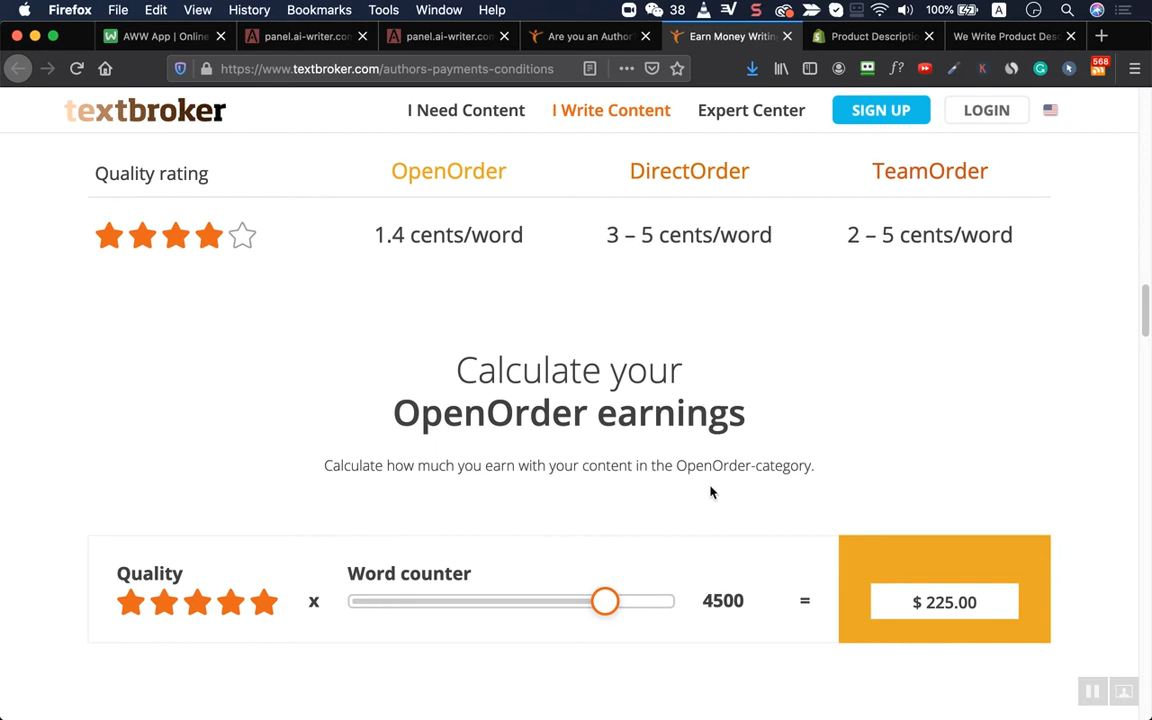 Firefox File Edit View History Bookmarks Tools Window Help 38 100% A
AWW App | Online panel.ai-writer.com panel.ai-writer.com Are you an Author Earn Money Writin Product Descripti We Write Product Desc
https://www.textbroker.com/authors-payments-conditions 568
textbroker I Need Content I Write Content Expert Center SIGN UP LOGIN
Quality rating OpenOrder DirectOrder TeamOrder
1.4 cents/word 3 – 5 cents/word 2 – 5 cents/word
Calculate your
OpenOrder earnings
Calculate how much you earn with your content in the OpenOrder-category.
Quality Word counter
x 4500 = $ 225.00